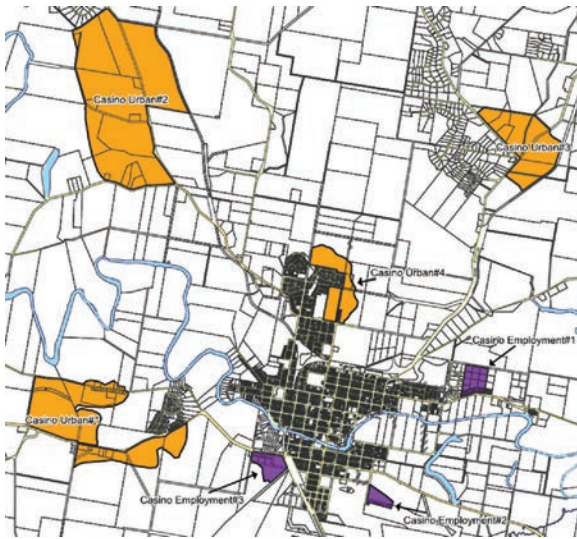 Casino Urban#2
Casino Urban#3
Casino Urban#4
Casino Employment#1
Casino Urban#1
Casino Employment#3
Casino Employment#2